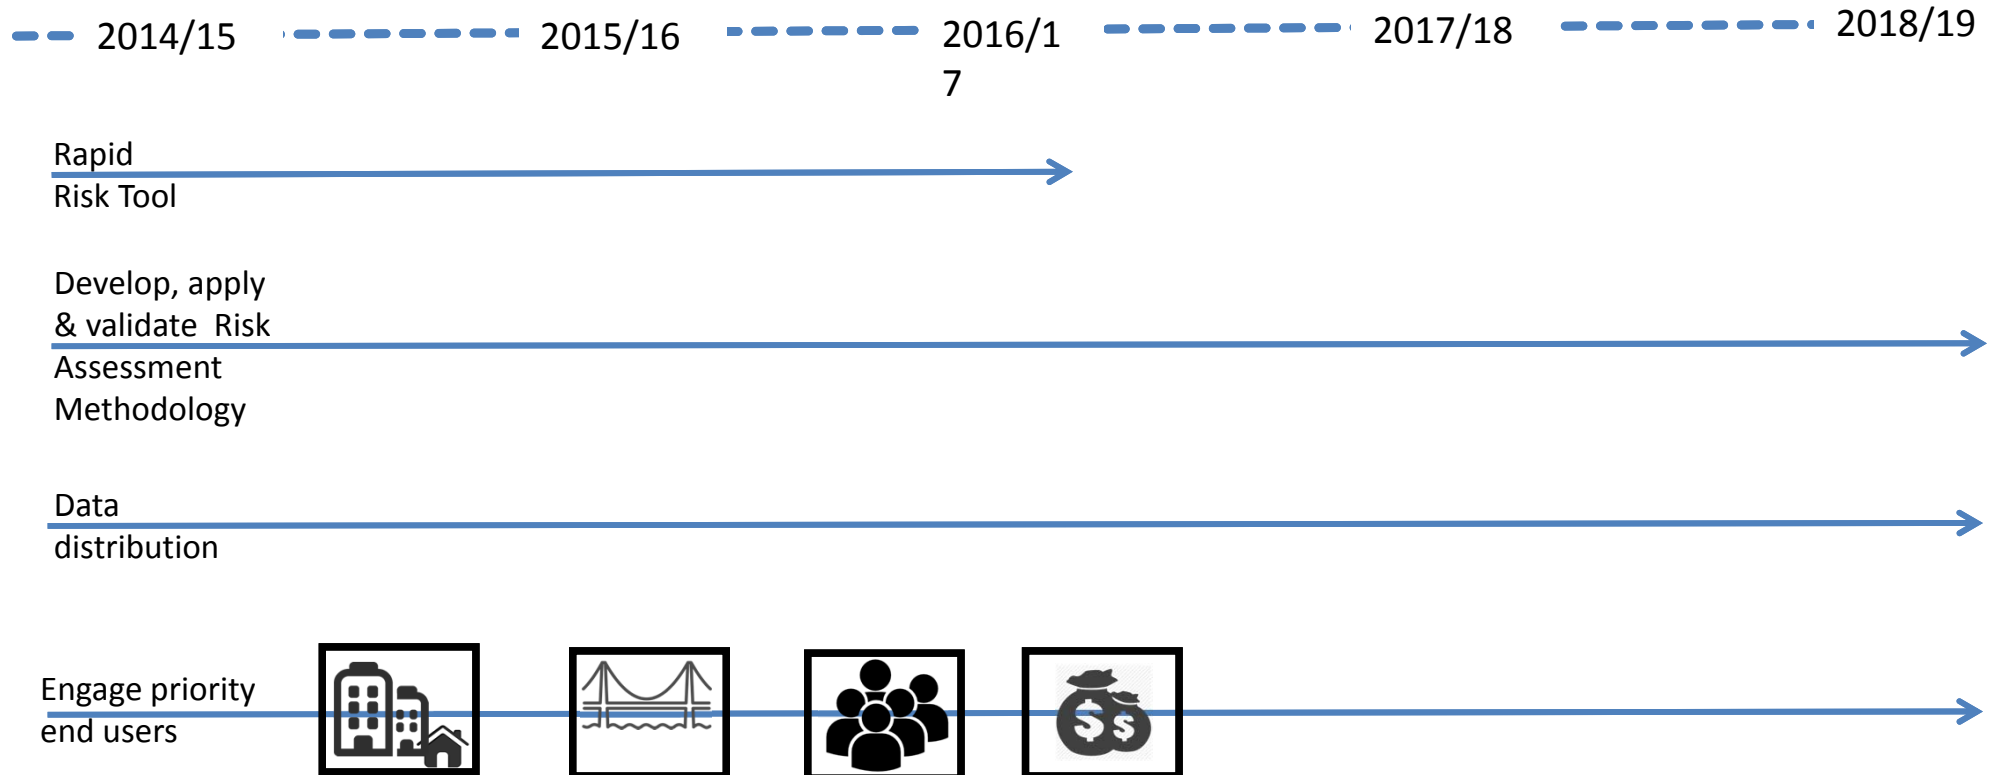 2014/15 2015/16 2016/1 2017/18 2018/19
7
Rapid
Risk Tool
Develop, apply
& validate Risk
Assessment
Methodology
Data
distribution
Engage priority
end users
$ $